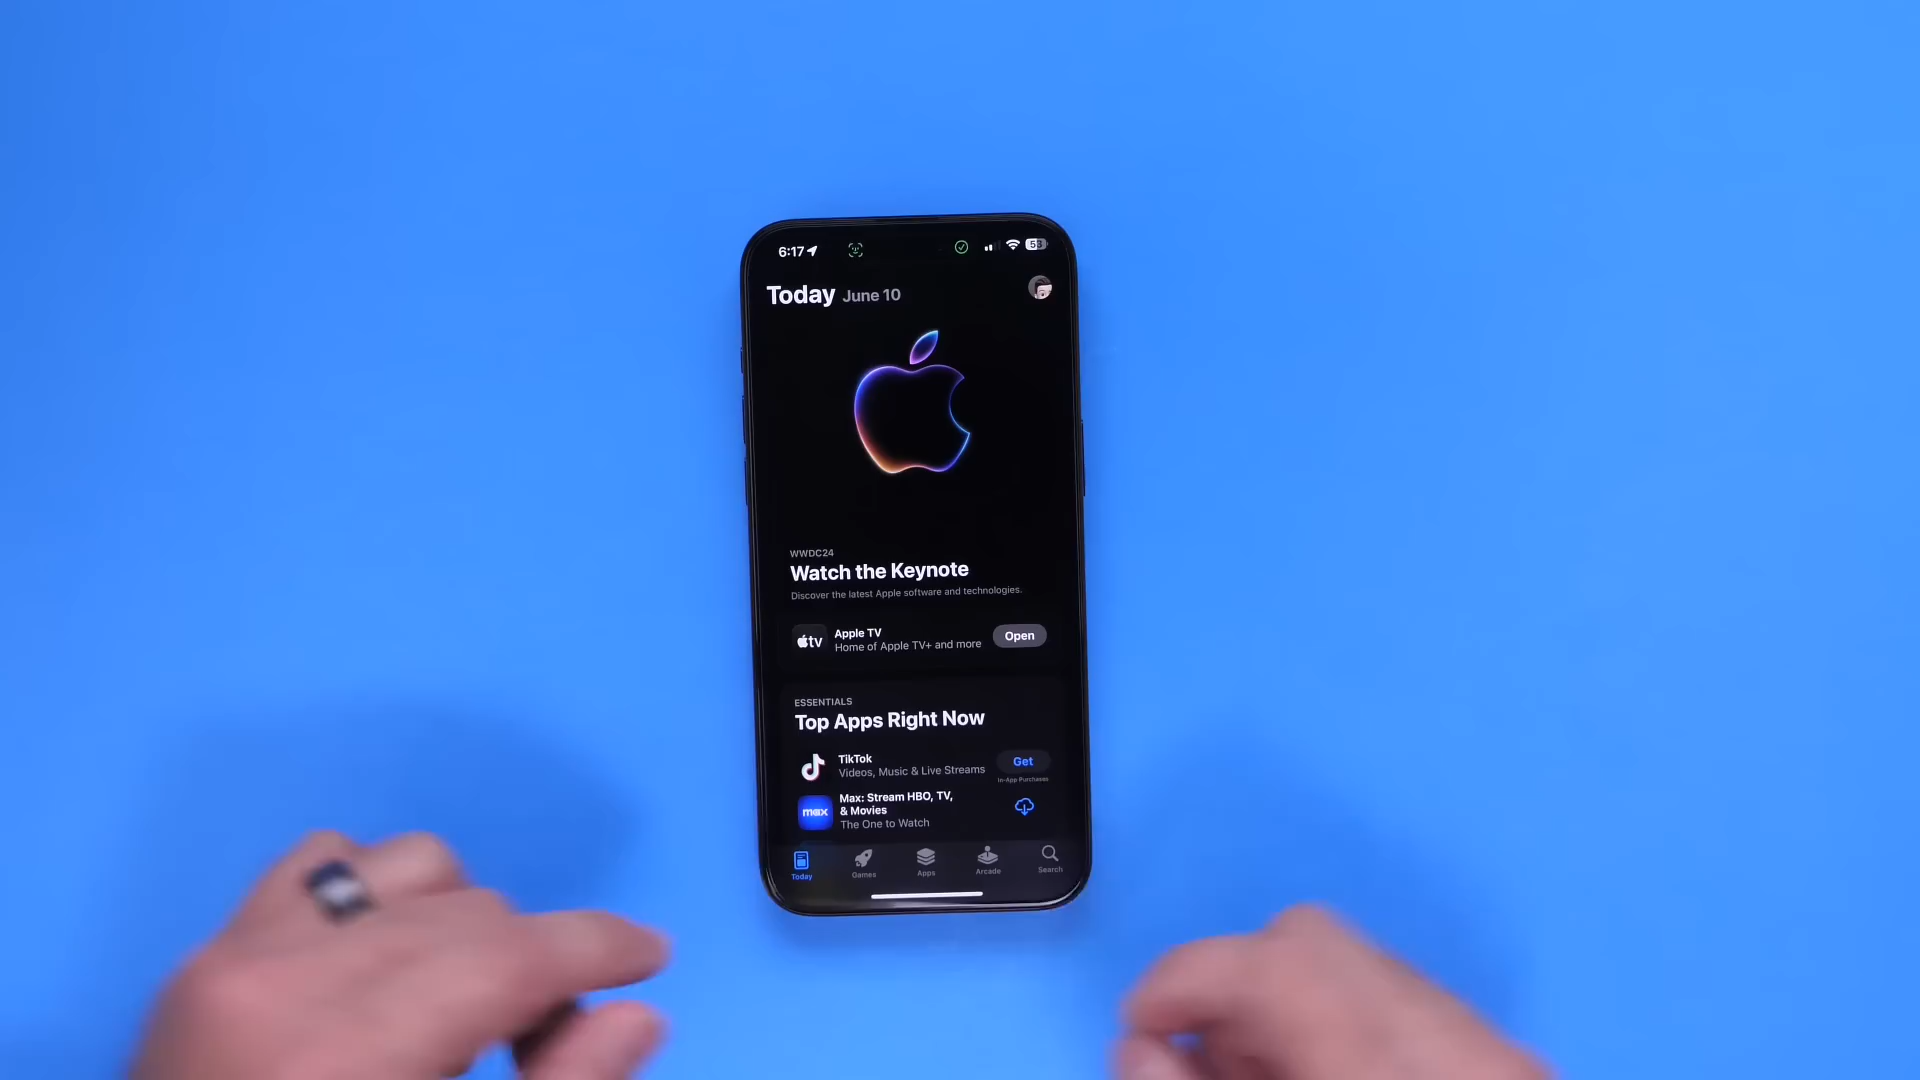 6:17
53
Today June 10
WWDC24
Watch the Keynote
Discover the latest Apple software and technologies.
tv
Apple TV
Home of Apple TV+ and more
Open
ESSENTIALS
Top Apps Right Now
TikTok
Videos, Music & Live Streams
Get
In-App Purchases
max
Max: Stream HBO, TV,
& Movies
The One to Watch
Today
Games
Apps
Arcade
Search